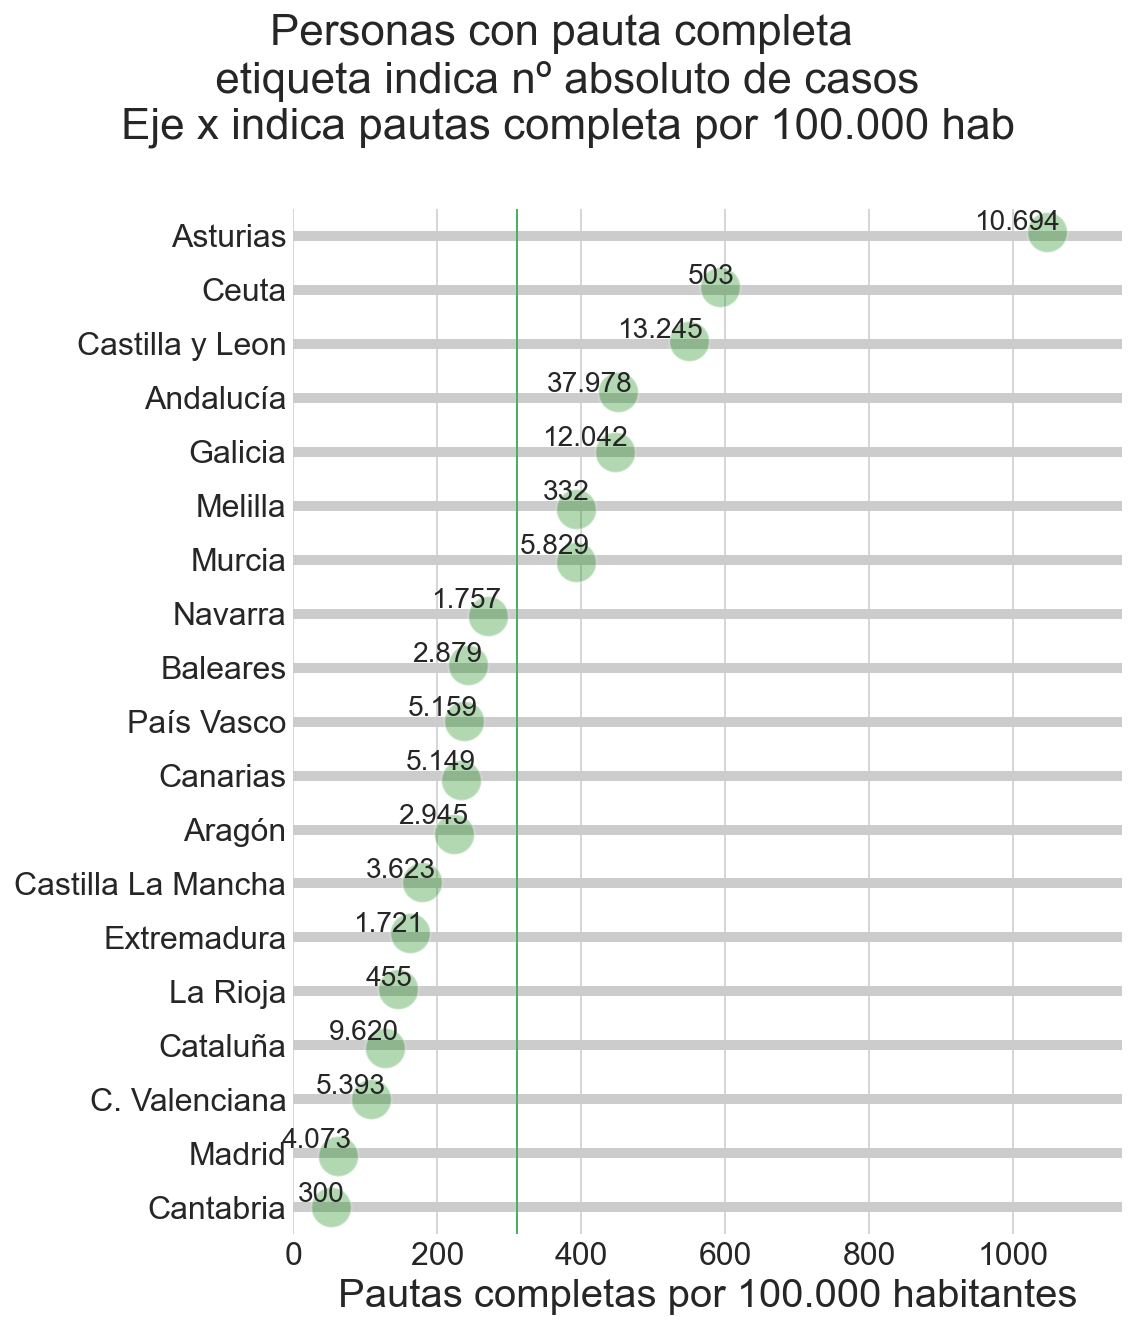 Personas con pauta completa
etiqueta indica nº absoluto de casos
Eje x indica pautas completa por 100.000 hab
Asturias 10.694
Ceuta 503
Castilla y Leon 13.245
Andalucía 37.978
Galicia 12.042
Melilla 332
Murcia 5.829
Navarra 1.757
Baleares 2.879
País Vasco 5.159
Canarias 5.149
Aragón 2.945
Castilla La Mancha 3.623
Extremadura 1.721
La Rioja 455
Cataluña 9.620
C. Valenciana 5.393
Madrid 4.073
Cantabria 300
0 200 400 600 800 1000
Pautas completas por 100.000 habitantes